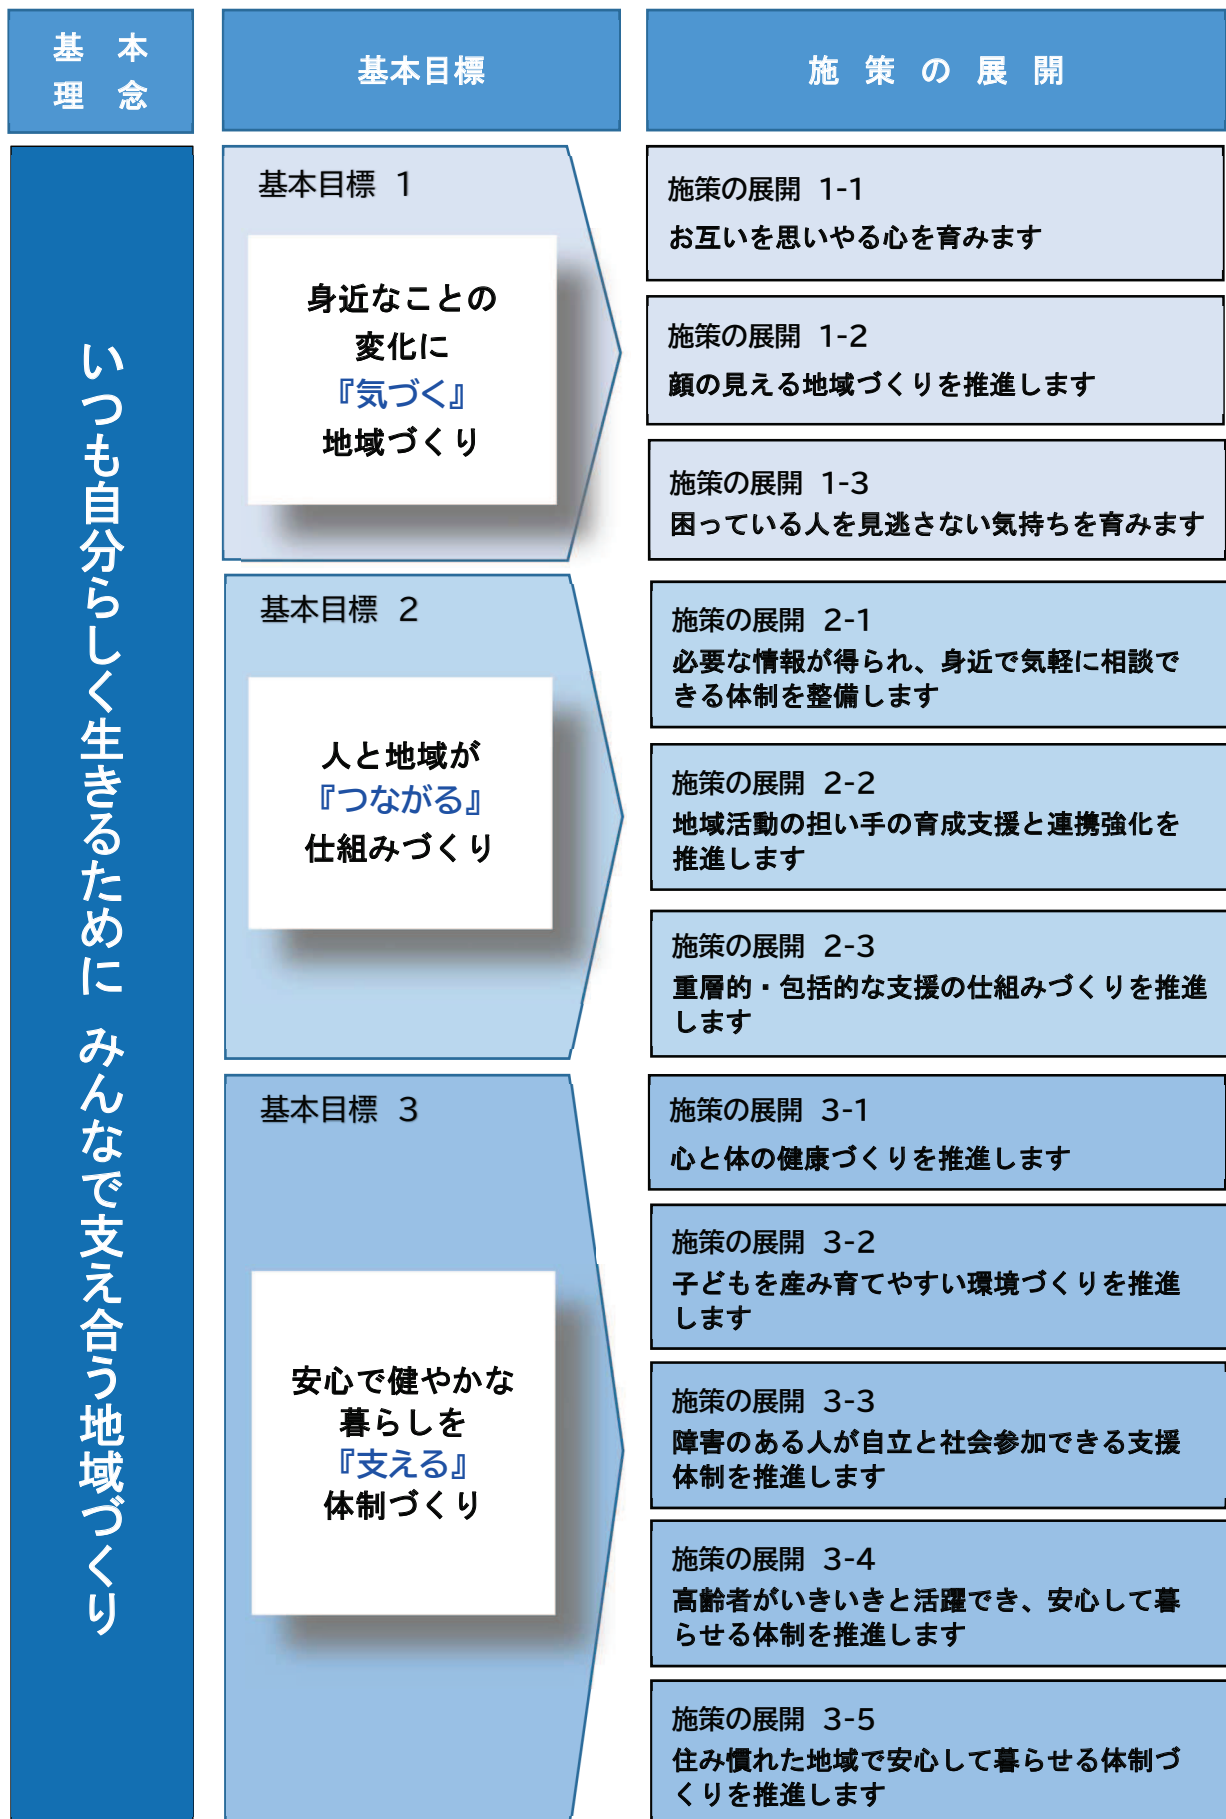 基　本
理　念
基本目標
施 策 の 展 開
いつも自分らしく生きるために みんなで支え合う地域づくり
基本目標 1
身近なことの
変化に
『気づく』
地域づくり
施策の展開 1-1
お互いを思いやる心を育みます
施策の展開 1-2
顔の見える地域づくりを推進します
施策の展開 1-3
困っている人を見逃さない気持ちを育みます
基本目標 2
人と地域が
『つながる』
仕組みづくり
施策の展開 2-1
必要な情報が得られ、身近で気軽に相談で
きる体制を整備します
施策の展開 2-2
地域活動の担い手の育成支援と連携強化を
推進します
施策の展開 2-3
重層的・包括的な支援の仕組みづくりを推進
します
基本目標 3
安心で健やかな
暮らしを
『支える』
体制づくり
施策の展開 3-1
心と体の健康づくりを推進します
施策の展開 3-2
子どもを産み育てやすい環境づくりを推進
します
施策の展開 3-3
障害のある人が自立と社会参加できる支援
体制を推進します
施策の展開 3-4
高齢者がいきいきと活躍でき、安心して暮
らせる体制を推進します
施策の展開 3-5
住み慣れた地域で安心して暮らせる体制づ
くりを推進します